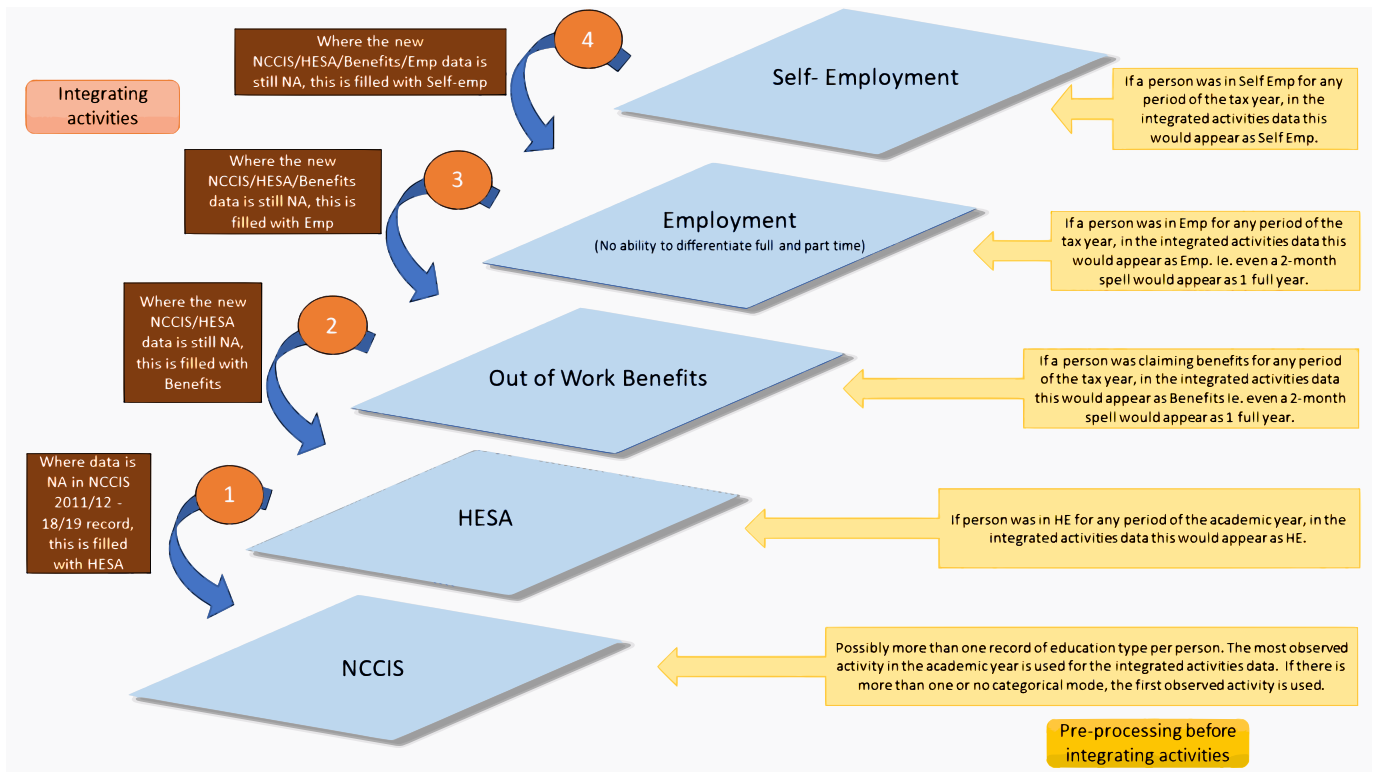 Integrating
activities
Where the new
NCCIS/HESA/Benefits/Emp data is
still NA, this is filled with Self-emp
4
Self- Employment
If a person was in Self Emp for any
period of the tax year, in the
integrated activities data this
would appear as Self Emp.
Where the new
NCCIS/HESA/Benefits
data is still NA, this is
filled with Emp
3
Employment
(No ability to differentiate full and part time)
If a person was in Emp for any period of the
tax year, in the integrated activities data this
would appear as Emp. Ie. even a 2-month
spell would appear as 1 full year.
Where the new
NCCIS/HESA
data is still NA,
this is filled with
Benefits
2
Out of Work Benefits
If a person was claiming benefits for any period
of the tax year, in the integrated activities data
this would appear as Benefits Ie. even a 2-month
spell would appear as 1 full year.
Where data is
NA in NCCIS
2011/12 -
18/19 record,
this is filled
with HESA
1
HESA
If person was in HE for any period of the academic year, in the
integrated activities data this would appear as HE.
NCCIS
Possibly more than one record of education type per person. The most observed
activity in the academic year is used for the integrated activities data.  If there is
more than one or no categorical mode, the first observed activity is used.
Pre-processing before
integrating activities